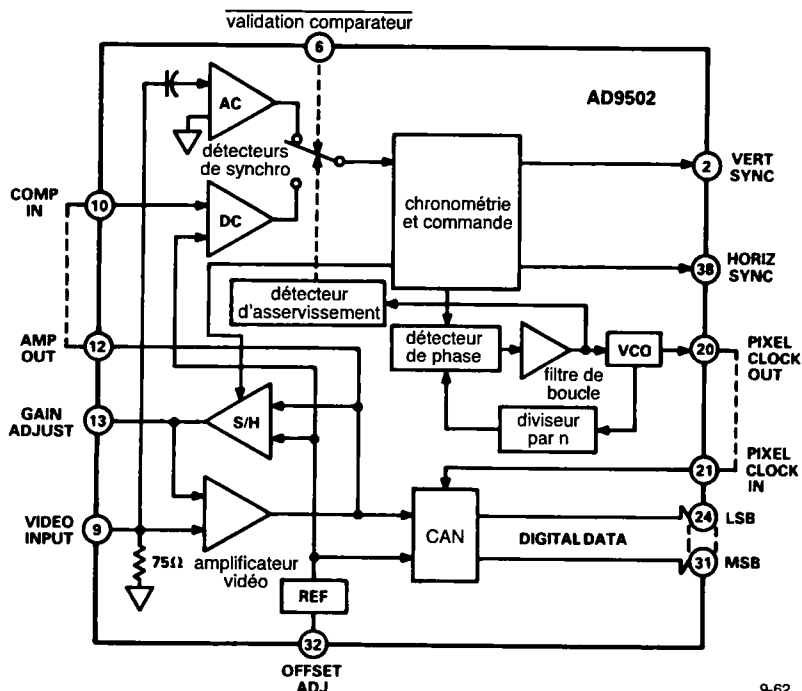 validation comparateur
6
AD9502
AC
détecteurs
de synchro
2
VERT
SYNC
COMP
IN
10
DC
chronométrie
et commande
38
HORIZ
SYNC
détecteur
d'asservissement
AMP
OUT
12
détecteur
de phase
filtre de
boucle
VCO
20
PIXEL
CLOCK
OUT
GAIN
ADJUST
13
S/H
diviseur
par n
21
PIXEL
CLOCK
IN
VIDEO
INPUT
9
75Ω
amplificateur
vidéo
CAN
DIGITAL DATA
24
LSB
31
MSB
REF
32
OFFSET
ADJ
9-62